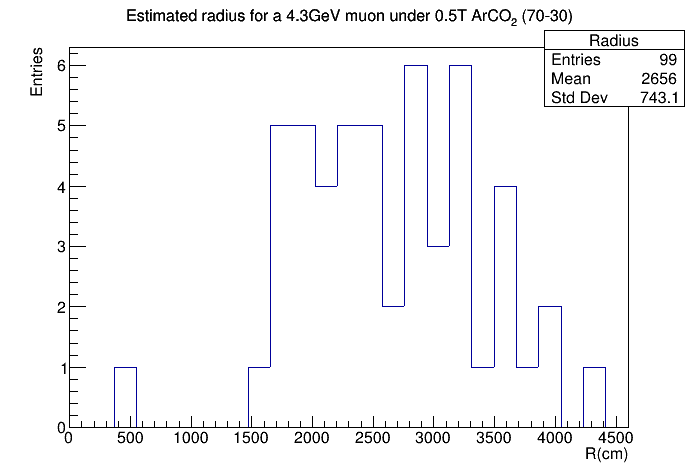 Estimated radius for a 4.3GeV muon under 0.5T ArCO2 (70-30)
Radius
Entries 99
Mean 2656
Std Dev 743.1
Entries
6
5
4
3
2
1
0
0 500 1000 1500 2000 2500 3000 3500 4000 4500
R(cm)